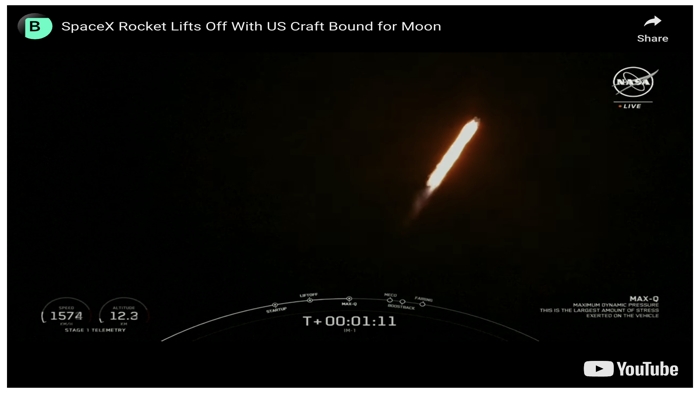 B
SpaceX Rocket Lifts Off With US Craft Bound for Moon
Share
NASA
LIVE
STARTUP
LIFTOFF
MAX-Q
MECO
BOOSTBACK
FAIRING
SPEED
1574
KM/H
ALTITUDE
12.3
KM
STAGE 1 TELEMETRY
T+00:01:11
IM-1
MAX-Q
MAXIMUM DYNAMIC PRESSURE
THIS IS THE LARGEST AMOUNT OF STRESS
EXERTED ON THE VEHICLE
YouTube